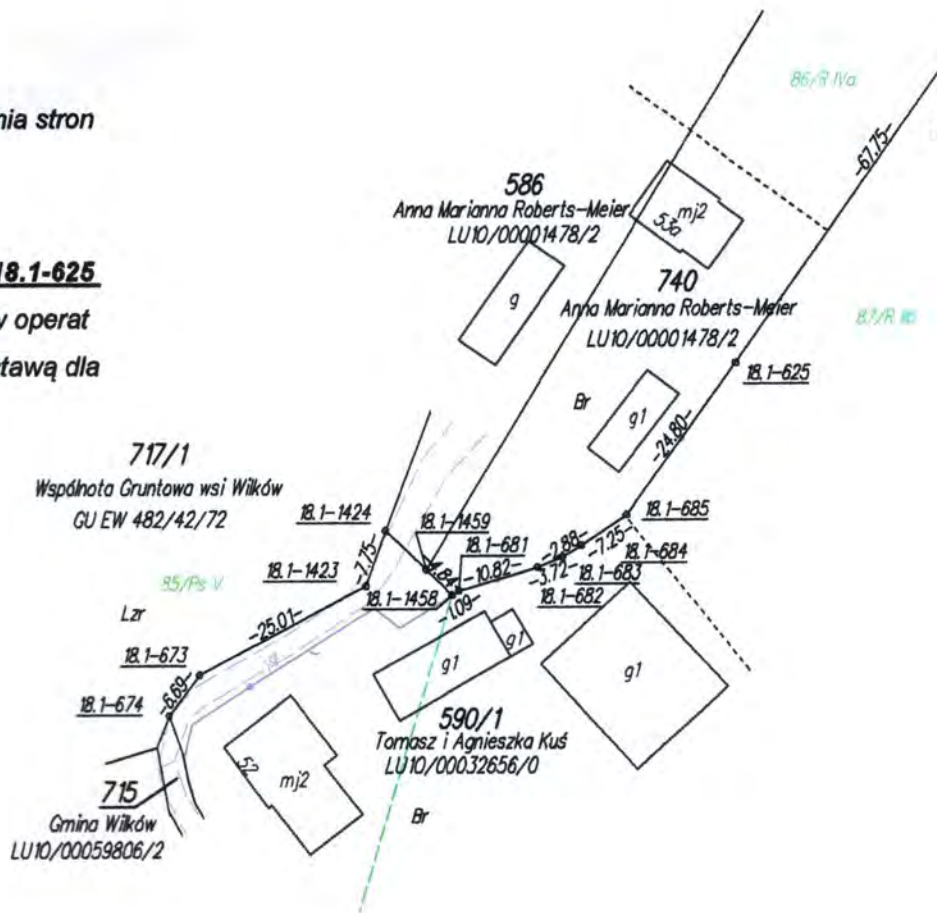 nia stron
18.1-625
y operat
tawą dla
86/R IVa
-67.75-
586
Anna Marianna Roberts-Meier
LU10/00001478/2
mj2
53a
g
740
Anna Marianna Roberts-Meier
LU10/00001478/2
18.1-625
Br
g1
-24.80-
717/1
Wspólnota Gruntowa wsi Wilków
GU EW 482/42/72
18.1-1424
18.1-1459
18.1-681
18.1-685
-2.88-
-7.25-
18.1-684
-7.75-
-4.84-
-10.82-
-3.72-
18.1-683
18.1-1423
18.1-1458
-1.09-
18.1-682
85/Ps V
Lzr
-25.01-
g1
g1
g1
18.1-673
-6.69-
18.1-674
590/1
Tomasz i Agnieszka Kuś
LU10/00032656/0
52
mj2
Br
715
Gmina Wilków
LU10/00059806/2